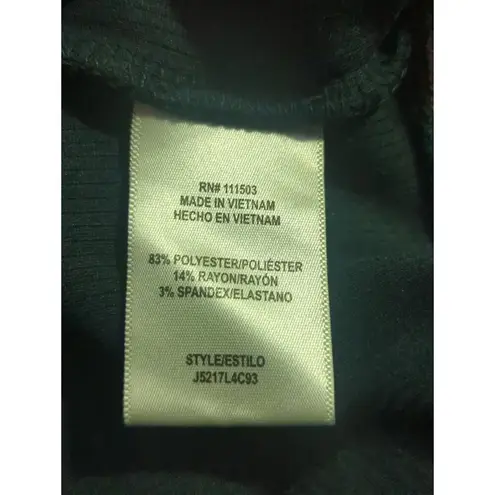 RN# 111503
MADE IN VIETNAM
HECHO EN VIETNAM
83% POLYESTER/POLIÉSTER
14% RAYON/RAYÓN
3% SPANDEX/ELASTANO
STYLE/ESTILO
J5217L4C93